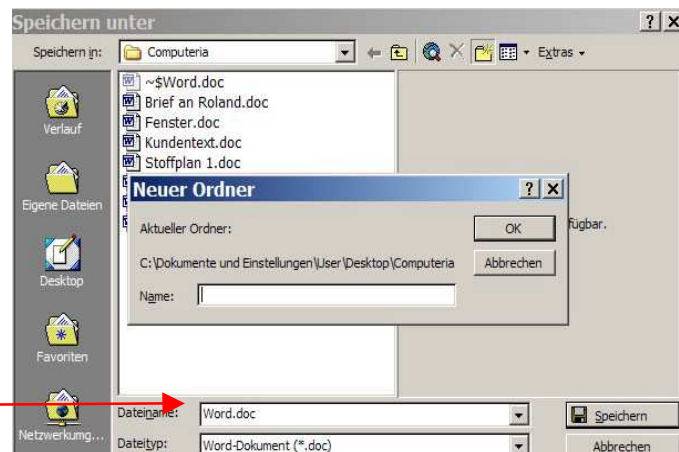 Speichern unter
Speichern in: Computeria Extras
~$Word.doc
Brief an Roland.doc
Verlauf
Fenster.doc
Kundentext.doc
Stoffplan 1.doc
Neuer Ordner
Eigene Dateien
Aktueller Ordner: OK
fügbar.
C:\Dokumente und Einstellungen\User\Desktop\Computeria Abbrechen
Desktop
Name:
Favoriten
Dateiname: Word.doc Speichern
Netzwerkumg...
Dateityp: Word-Dokument (*.doc) Abbrechen